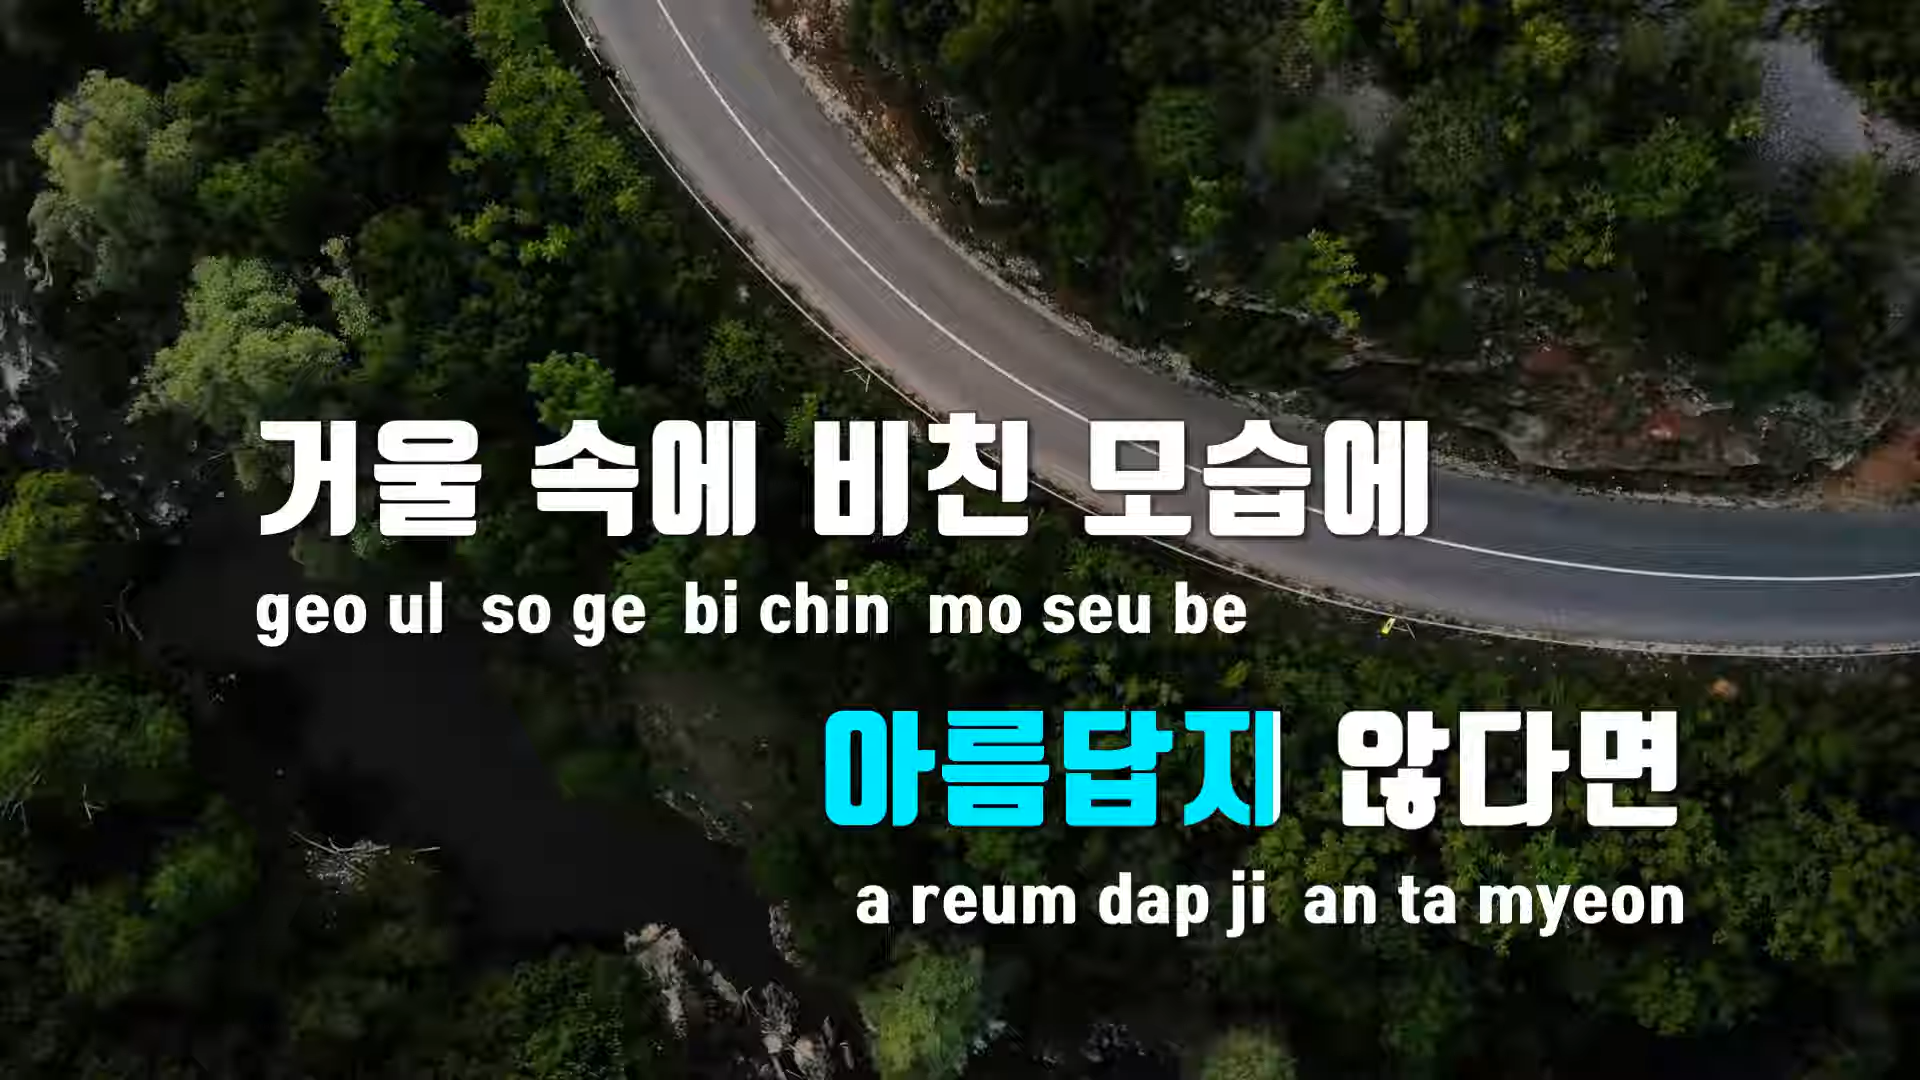 거울 속에 비친 모습에
geo ul so ge bi chin mo seu be
아름답지 않다면
a reum dap ji an ta myeon